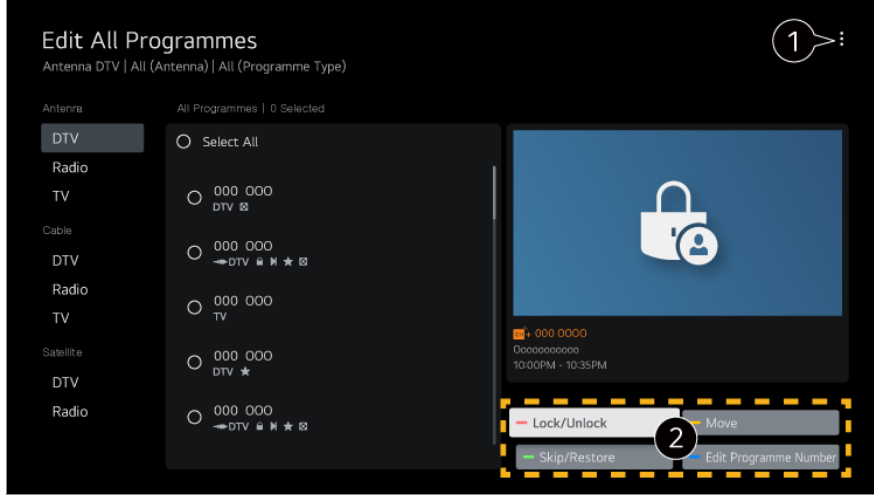 Edit All Programmes
1
Antenna DTV | All (Antenna) | All (Programme Type)
Antenna
DTV
Radio
TV
Cable
DTV
Radio
TV
Satellite
DTV
Radio
All Programmes | 0 Selected
Select All
000 000
DTV
000 000
DTV
000 000
TV
000 000
DTV
000 000
DTV
CH+ 000 0000
Ooooooooooo
10:00PM - 10:35PM
Lock/Unlock
Move
2
Skip/Restore
Edit Programme Number